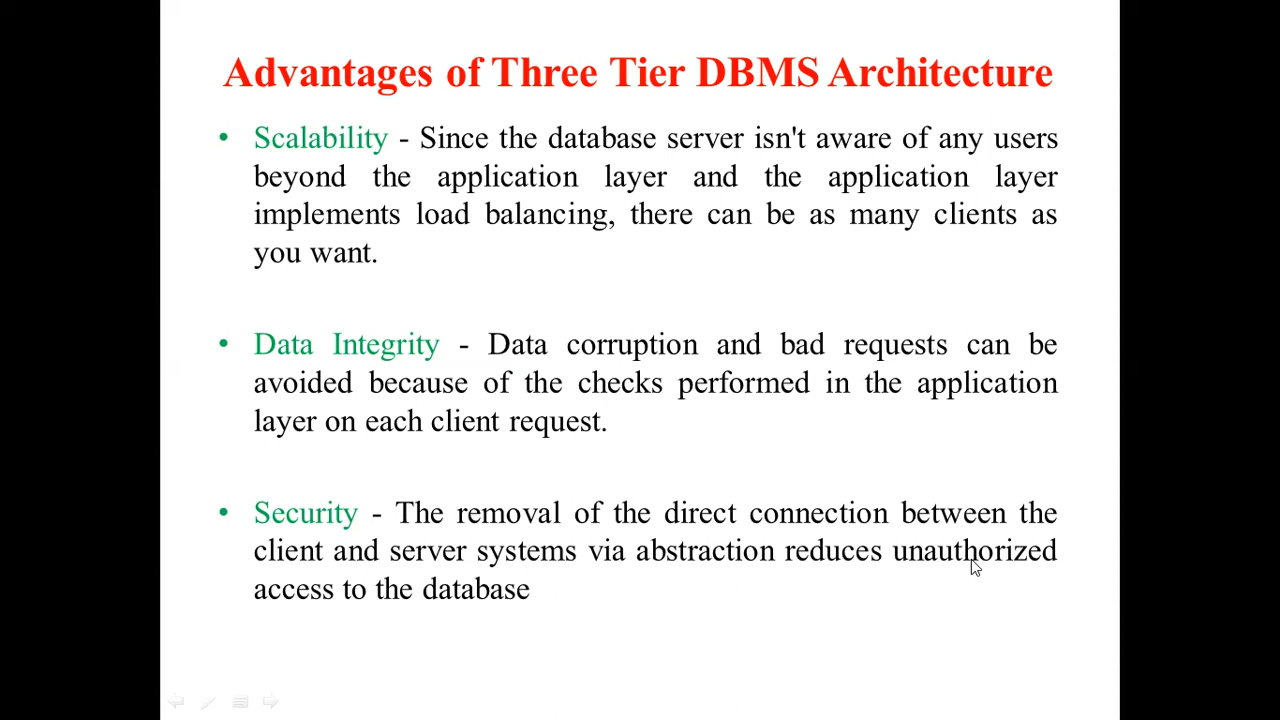 Advantages of Three Tier DBMS Architecture
• Scalability - Since the database server isn't aware of any users
beyond the application layer and the application layer
implements load balancing, there can be as many clients as
you want.
• Data Integrity - Data corruption and bad requests can be
avoided because of the checks performed in the application
layer on each client request.
• Security - The removal of the direct connection between the
client and server systems via abstraction reduces unauthorized
access to the database